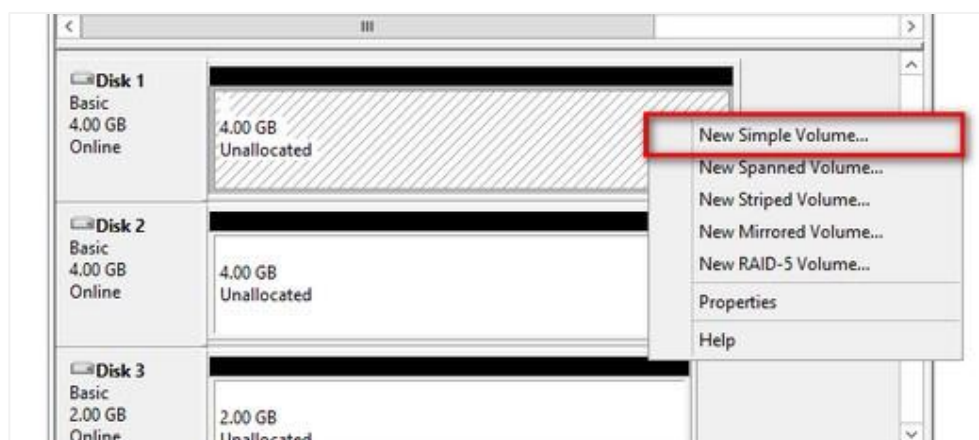 Disk 1
Basic
4.00 GB
Online
4.00 GB
Unallocated
New Simple Volume...
New Spanned Volume...
New Striped Volume...
New Mirrored Volume...
New RAID-5 Volume...
Properties
Help
Disk 2
Basic
4.00 GB
Online
4.00 GB
Unallocated
Disk 3
Basic
2.00 GB
Online
2.00 GB
Unallocated